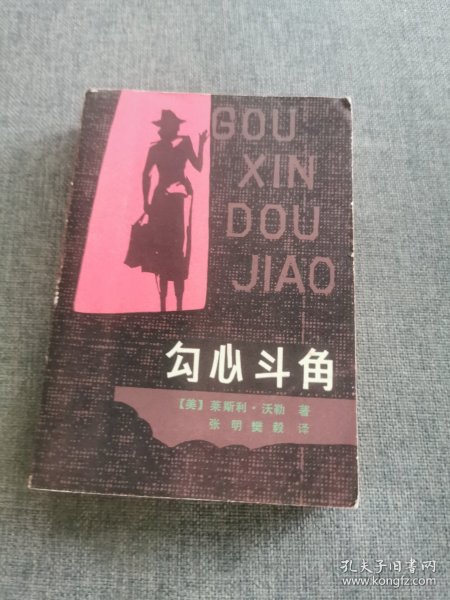 GOU
XIN
DOU
JIAO
勾心斗角
【美】莱斯利·沃勒 著
张明樊毅 译
孔夫子旧书网
www.kongfz.com